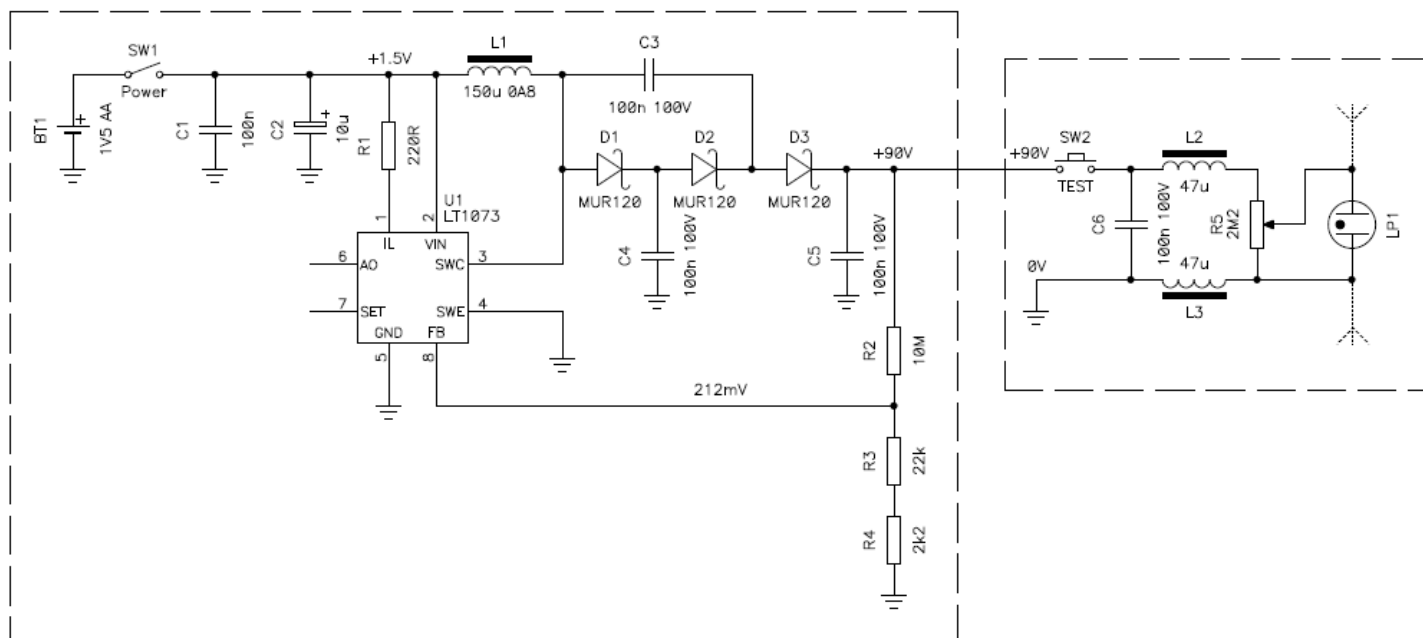 SW1
Power
BT1
1V5 AA
C1
100n
C2
10u
+
+
+1.5V
R1
220R
L1
150u 0A8
C3
100n 100V
D1
MUR120
D2
MUR120
D3
MUR120
+90V
C4
100n 100V
C5
100n 100V
U1
LT1073
1
IL
2
VIN
6
AO
SWC
3
7
SET
SWE
4
GND
FB
5
8
212mV
R2
10M
R3
22k
R4
2k2
+90V
SW2
TEST
L2
47u
C6
100n 100V
R5
2M2
LP1
0V
47u
L3